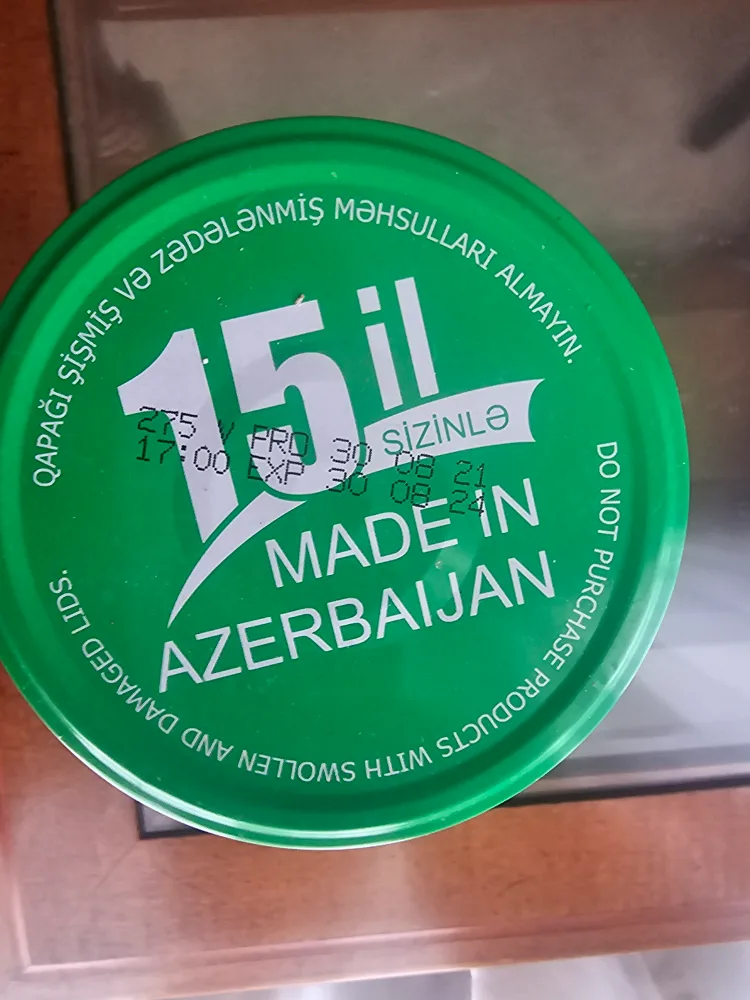 QAPAĞI ŞİŞMİŞ VƏ ZƏDƏLƏNMİŞ MƏHSULLARI ALMAYIN.
15 il
SİZİNLƏ
275 V PRD 30 08 21
17:00 EXP 30 08 24
MADE IN
AZERBAIJAN
DO NOT PURCHASE PRODUCTS WITH SWOLLEN AND DAMAGED LIDS.